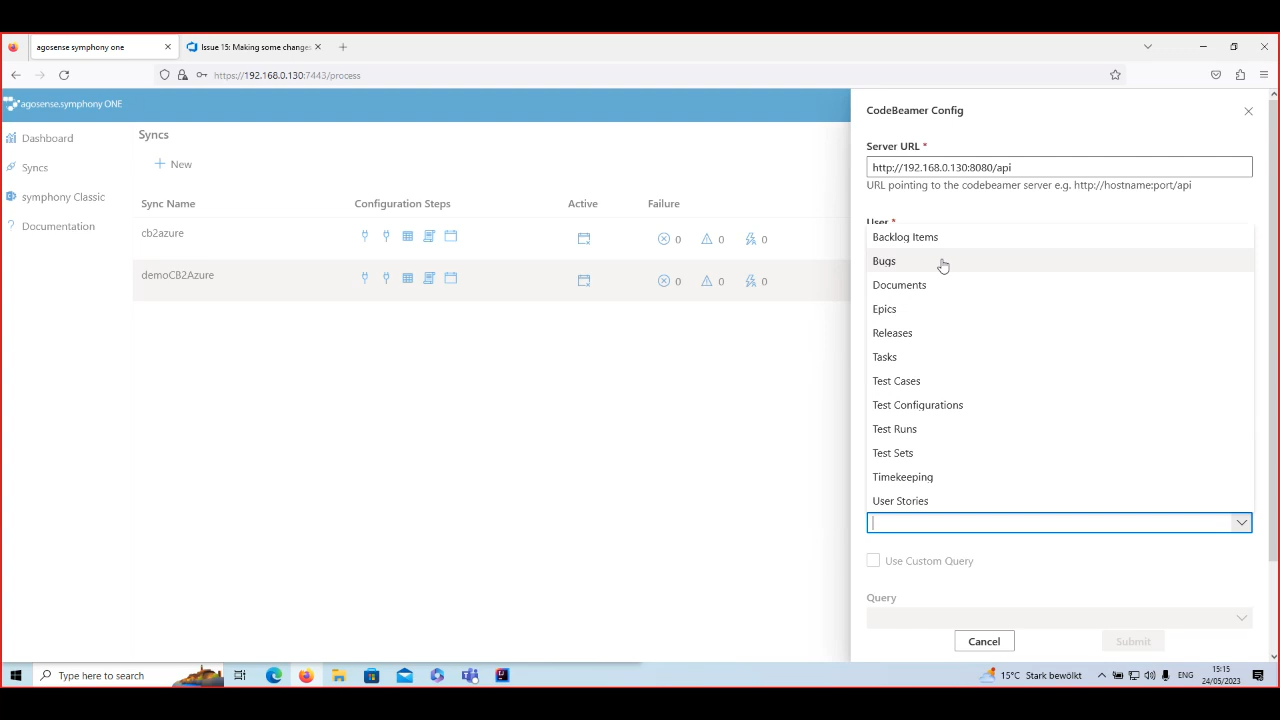 agosense symphony one
Issue 15: Making some change
https://192.168.0.130:7443/process
agosense.symphony ONE
Dashboard
Syncs
symphony Classic
Documentation
Syncs
New
Sync Name
Configuration Steps
Active
Failure
cb2azure
0
0
0
demoCB2Azure
0
0
0
CodeBeamer Config
Server URL *
http://192.168.0.130:8080/api
URL pointing to the codebeamer server e.g. http://hostname:port/api
User *
Backlog Items
Bugs
Documents
Epics
Releases
Tasks
Test Cases
Test Configurations
Test Runs
Test Sets
Timekeeping
User Stories
Use Custom Query
Query
Cancel
Submit
Type here to search
15°C Stark bewölkt
ENG
15:15
24/05/2023